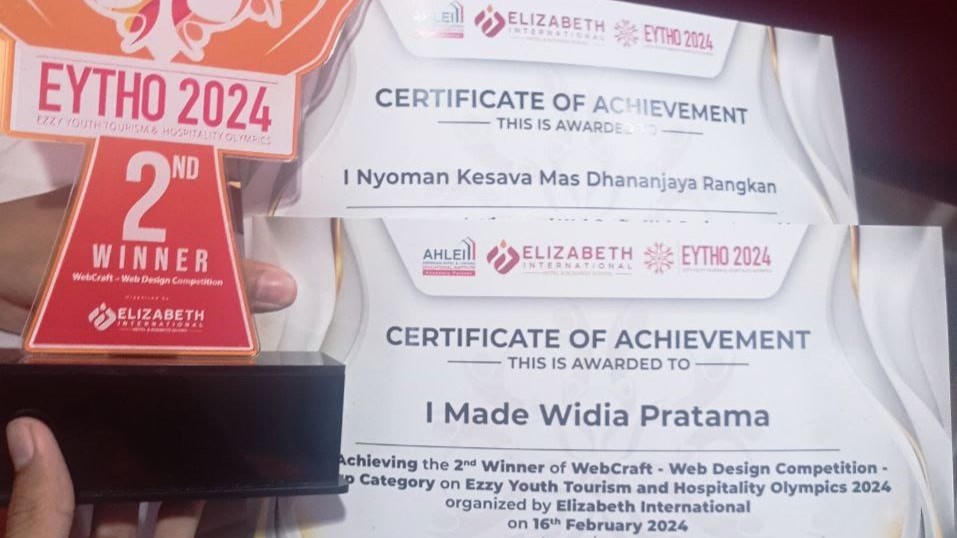 EYTHO 2024
EZZY YOUTH TOURISM & HOSPITALITY OLYMPICS
2ND
WINNER
WebCraft - Web Design Competition
Organized by
ELIZABETH
INTERNATIONAL
AHLEI
ELIZABETH
INTERNATIONAL
EYTHO 2024
CERTIFICATE OF ACHIEVEMENT
THIS IS AWARDED TO
I Nyoman Kesava Mas Dhananjaya Rangkan
AHLEI
ELIZABETH
INTERNATIONAL
EYTHO 2024
CERTIFICATE OF ACHIEVEMENT
THIS IS AWARDED TO
I Made Widia Pratama
Achieving the 2nd Winner of WebCraft - Web Design Competition -
Category on Ezzy Youth Tourism and Hospitality Olympics 2024
organized by Elizabeth International
on 16th February 2024